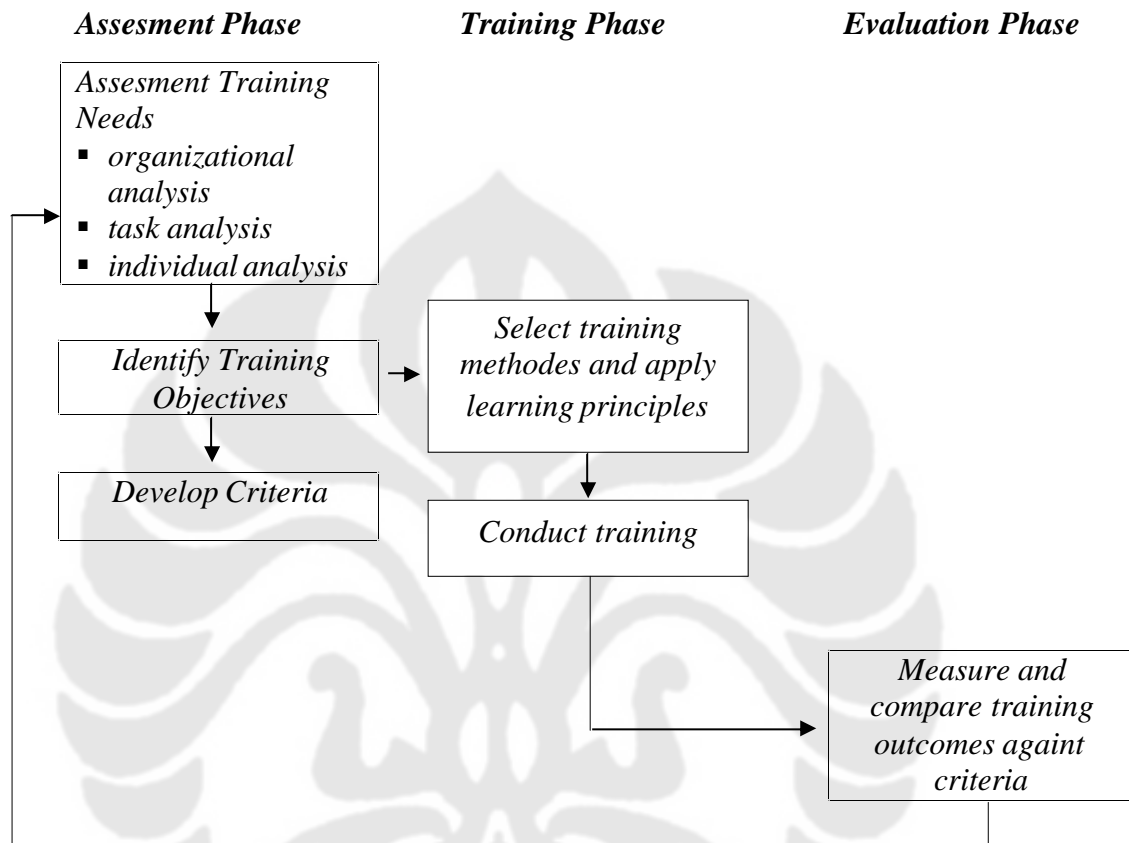 Assesment Phase
Training Phase
Evaluation Phase
Assesment Training
Needs
▪ organizational
analysis
▪ task analysis
▪ individual analysis
Identify Training
Objectives
Develop Criteria
Select training
methodes and apply
learning principles
Conduct training
Measure and
compare training
outcomes againt
criteria